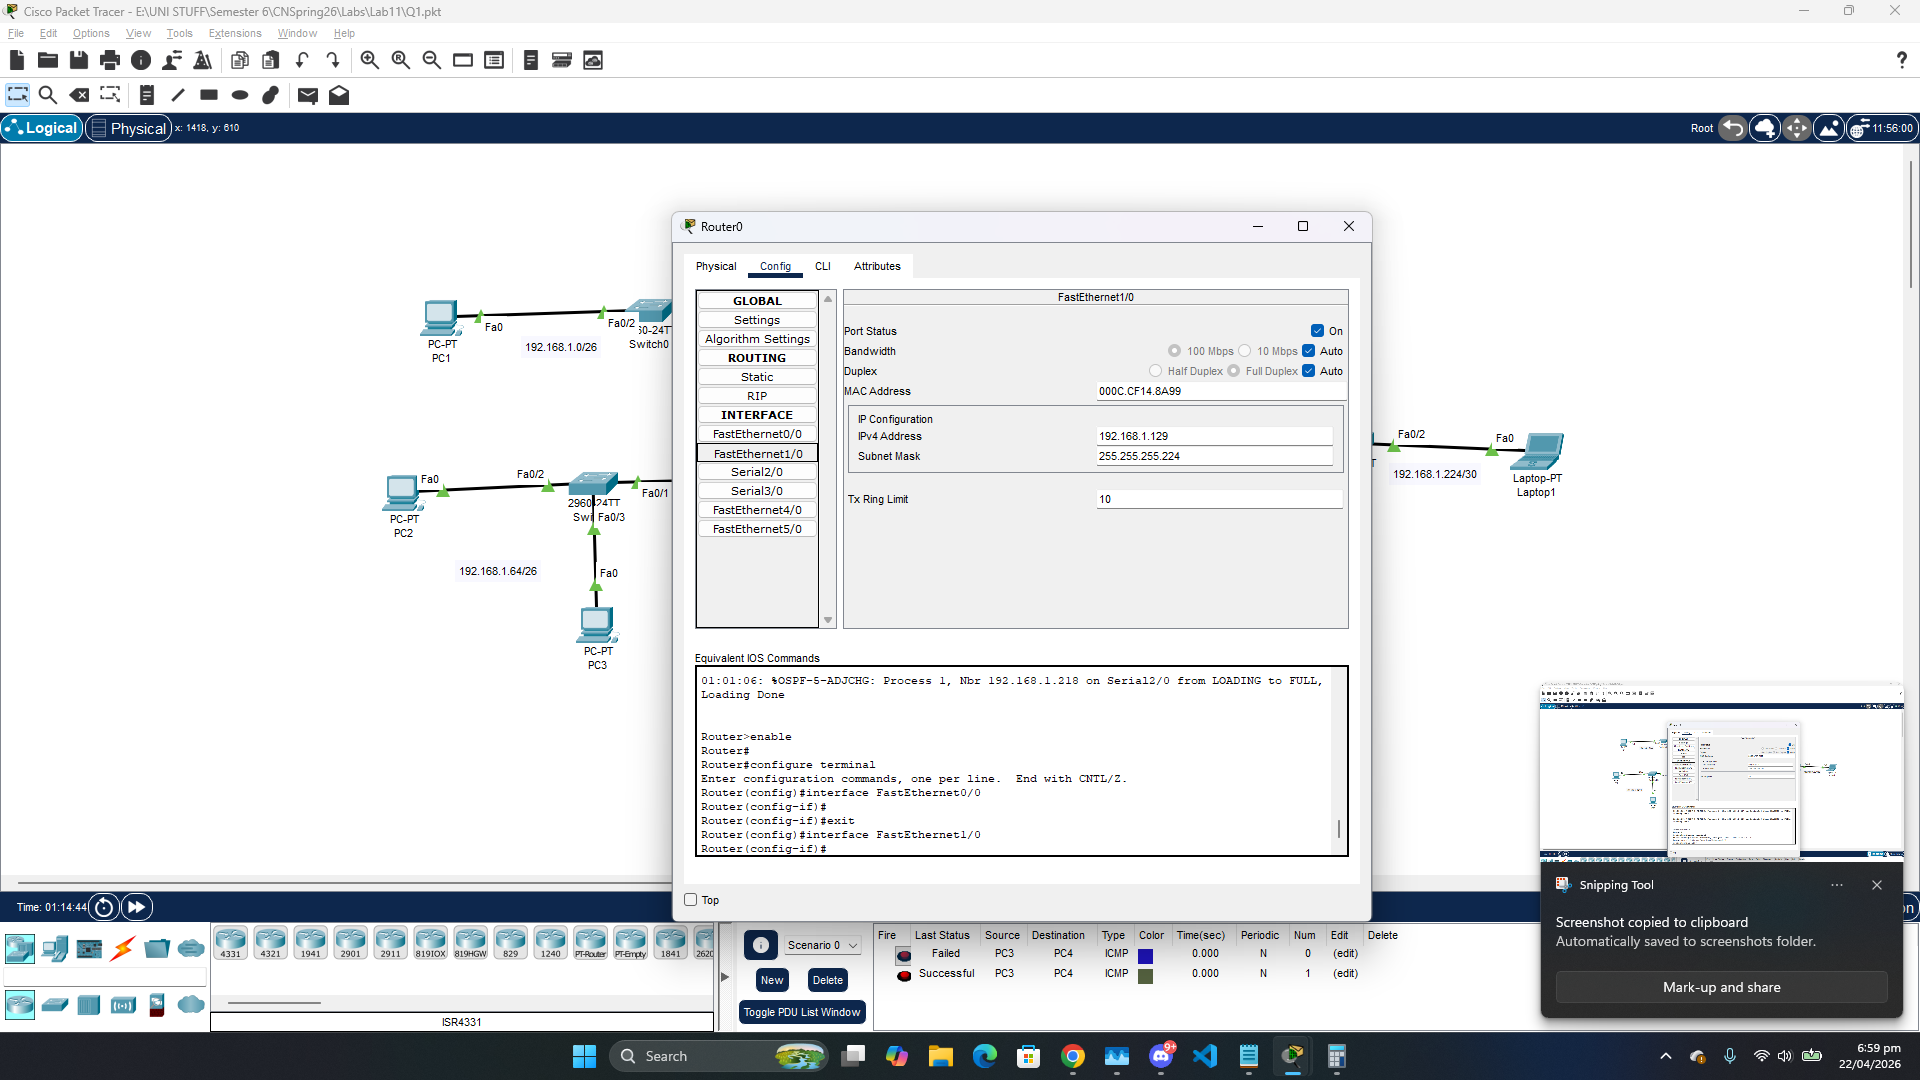 Cisco Packet Tracer - E:\UNI STUFF\Semester 6\CNSpring26\Labs\Lab11\Q1.pkt
File Edit Options View Tools Extensions Window Help
Logical Physical x: 1418, y: 610 Root 11:56:00
Router0
Physical Config CLI Attributes
GLOBAL
Settings
Algorithm Settings
ROUTING
Static
RIP
INTERFACE
FastEthernet0/0
FastEthernet1/0
Serial2/0
Serial3/0
FastEthernet4/0
FastEthernet5/0
FastEthernet1/0
Port Status On
Bandwidth 100 Mbps 10 Mbps Auto
Duplex Half Duplex Full Duplex Auto
MAC Address 000C.CF14.8A99
IP Configuration
IPv4 Address 192.168.1.129
Subnet Mask 255.255.255.224
Tx Ring Limit 10
Equivalent IOS Commands
01:01:06: %OSPF-5-ADJCHG: Process 1, Nbr 192.168.1.218 on Serial2/0 from LOADING to FULL,
Loading Done
Router>enable
Router#
Router#configure terminal
Enter configuration commands, one per line. End with CNTL/Z.
Router(config)#interface FastEthernet0/0
Router(config-if)#
Router(config-if)#exit
Router(config)#interface FastEthernet1/0
Router(config-if)#
Top
Fa0
Fa0/2
60-24TT
Switch0
PC-PT
PC1
192.168.1.0/26
Fa0
Fa0/2
Fa0/1
2960-24TT
Swi Fa0/3
PC-PT
PC2
192.168.1.64/26
Fa0
PC-PT
PC3
Fa0/2
Fa0
T
192.168.1.224/30
Laptop-PT
Laptop1
Time: 01:14:44
4331 4321 1941 2901 2911 819IOX 819HGW 829 1240 PT-Router PT-Empty 1841 2620
ISR4331
Scenario 0
New Delete
Toggle PDU List Window
Fire Last Status Source Destination Type Color Time(sec) Periodic Num Edit Delete
Failed PC3 PC4 ICMP 0.000 N 0 (edit)
Successful PC3 PC4 ICMP 0.000 N 1 (edit)
on
Snipping Tool
Screenshot copied to clipboard
Automatically saved to screenshots folder.
Mark-up and share
Search
9+
6:59 pm
22/04/2026